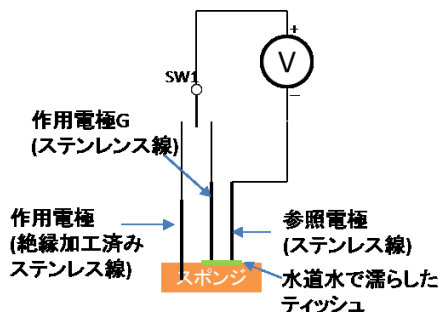 +
SW1
V
−
作用電極G
(ステンレンス線)
作用電極
(絶縁加工済み
ステンレス線)
参照電極
(ステンレス線)
スポンジ
水道水で濡らした
ティッシュ